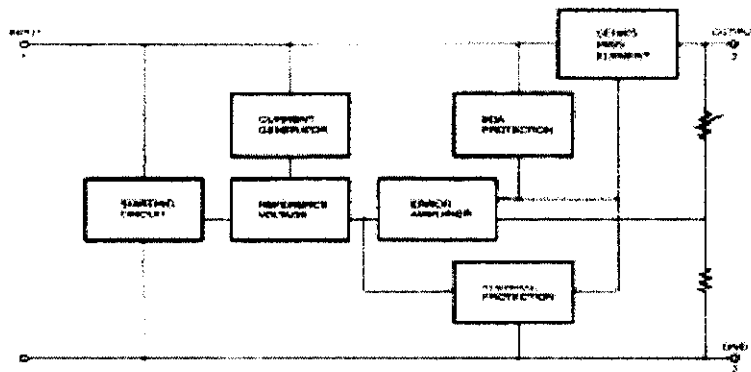 INPUT
1
SERIES
PASS
ELEMENT
OUTPUT
2
CURRENT
GENERATOR
SOA
PROTECTION
STARTING
CIRCUIT
REFERENCE
VOLTAGE
ERROR
AMPLIFIER
THERMAL
PROTECTION
GND
3